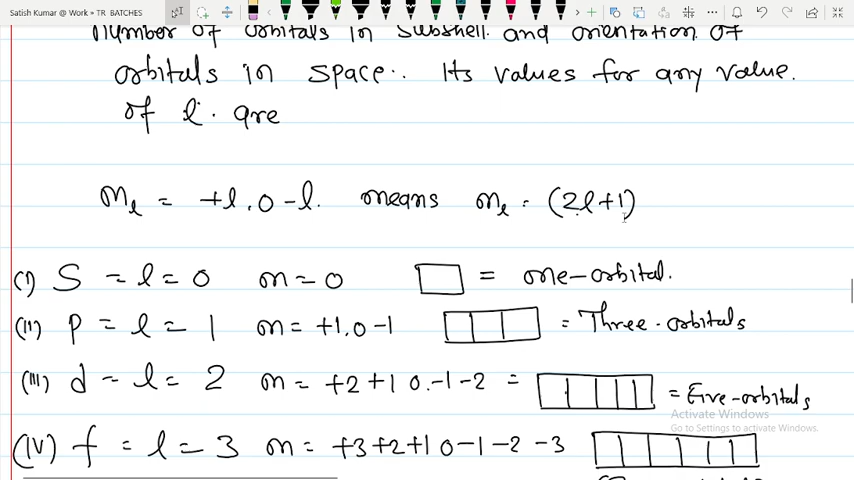 Satish Kumar @ Work » TR BATCHES
Number of orbitals in subshell and orientation of
orbitals in space. Its values for any value.
of l. are
ml = +l, 0 -l. means ml = (2l+1)
(I) S = l = 0 m = 0 = one-orbital.
(II) p = l = 1 m = +1, 0 -1 = Three-orbitals
(III) d = l = 2 m = +2 +1 0 -1 -2 = = Five-orbitals
Activate Windows
Go to Settings to activate Windows.
(IV) f = l = 3 m = +3 +2 +1 0 -1 -2 -3